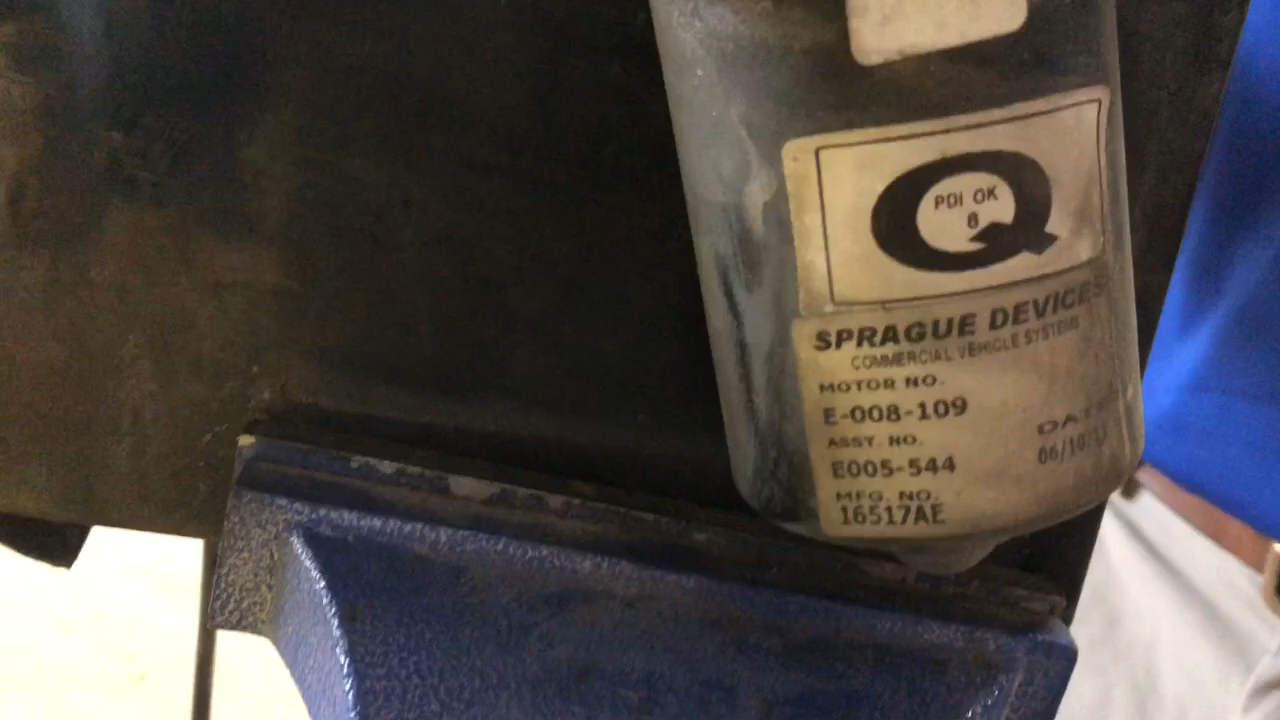 PDI OK
8
SPRAGUE DEVICES
COMMERCIAL VEHICLE SYSTEMS
MOTOR NO.
E-008-109
ASSY. NO.
E005-544
MFG. NO.
16517AE